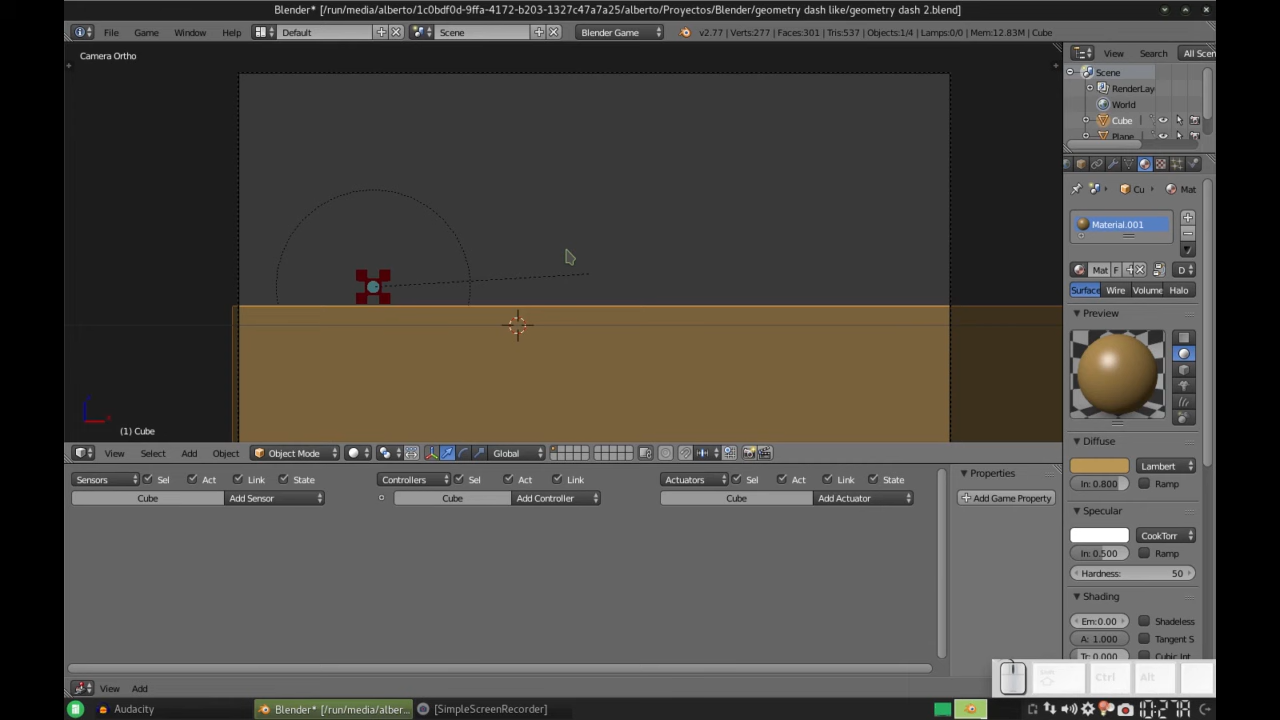 Blender* [/run/media/alberto/1c0bdf0d-9ffa-4172-b203-1327c47a7a25/alberto/Proyectos/Blender/geometry dash like/geometry dash 2.blend]
File Game Window Help Default Scene Blender Game v2.77 | Verts:277 | Faces:301 | Tris:537 | Objects:1/4 | Lamps:0/0 | Mem:12.83M | Cube
View Search All Scen
Camera Ortho
Scene
RenderLay
World
Cube
Plane
Cu Mat
Material.001
Mat F D
Surface Wire Volume Halo
Preview
(1) Cube
View Select Add Object Object Mode Global
Diffuse
Lambert
In: 0.800 Ramp
Sensors Sel Act Link State Controllers Sel Act Link Actuators Sel Act Link State Properties
Cube Add Sensor Cube Add Controller Cube Add Actuator Add Game Property
Specular
CookTorr
In: 0.500 Ramp
Hardness: 50
Shading
Em:0.00 Shadeless
A: 1.000 Tangent S
Tr: 0.000 Cubic Int
Ctrl Alt
View Add
Audacity Blender* [/run/media/alber... [SimpleScreenRecorder]